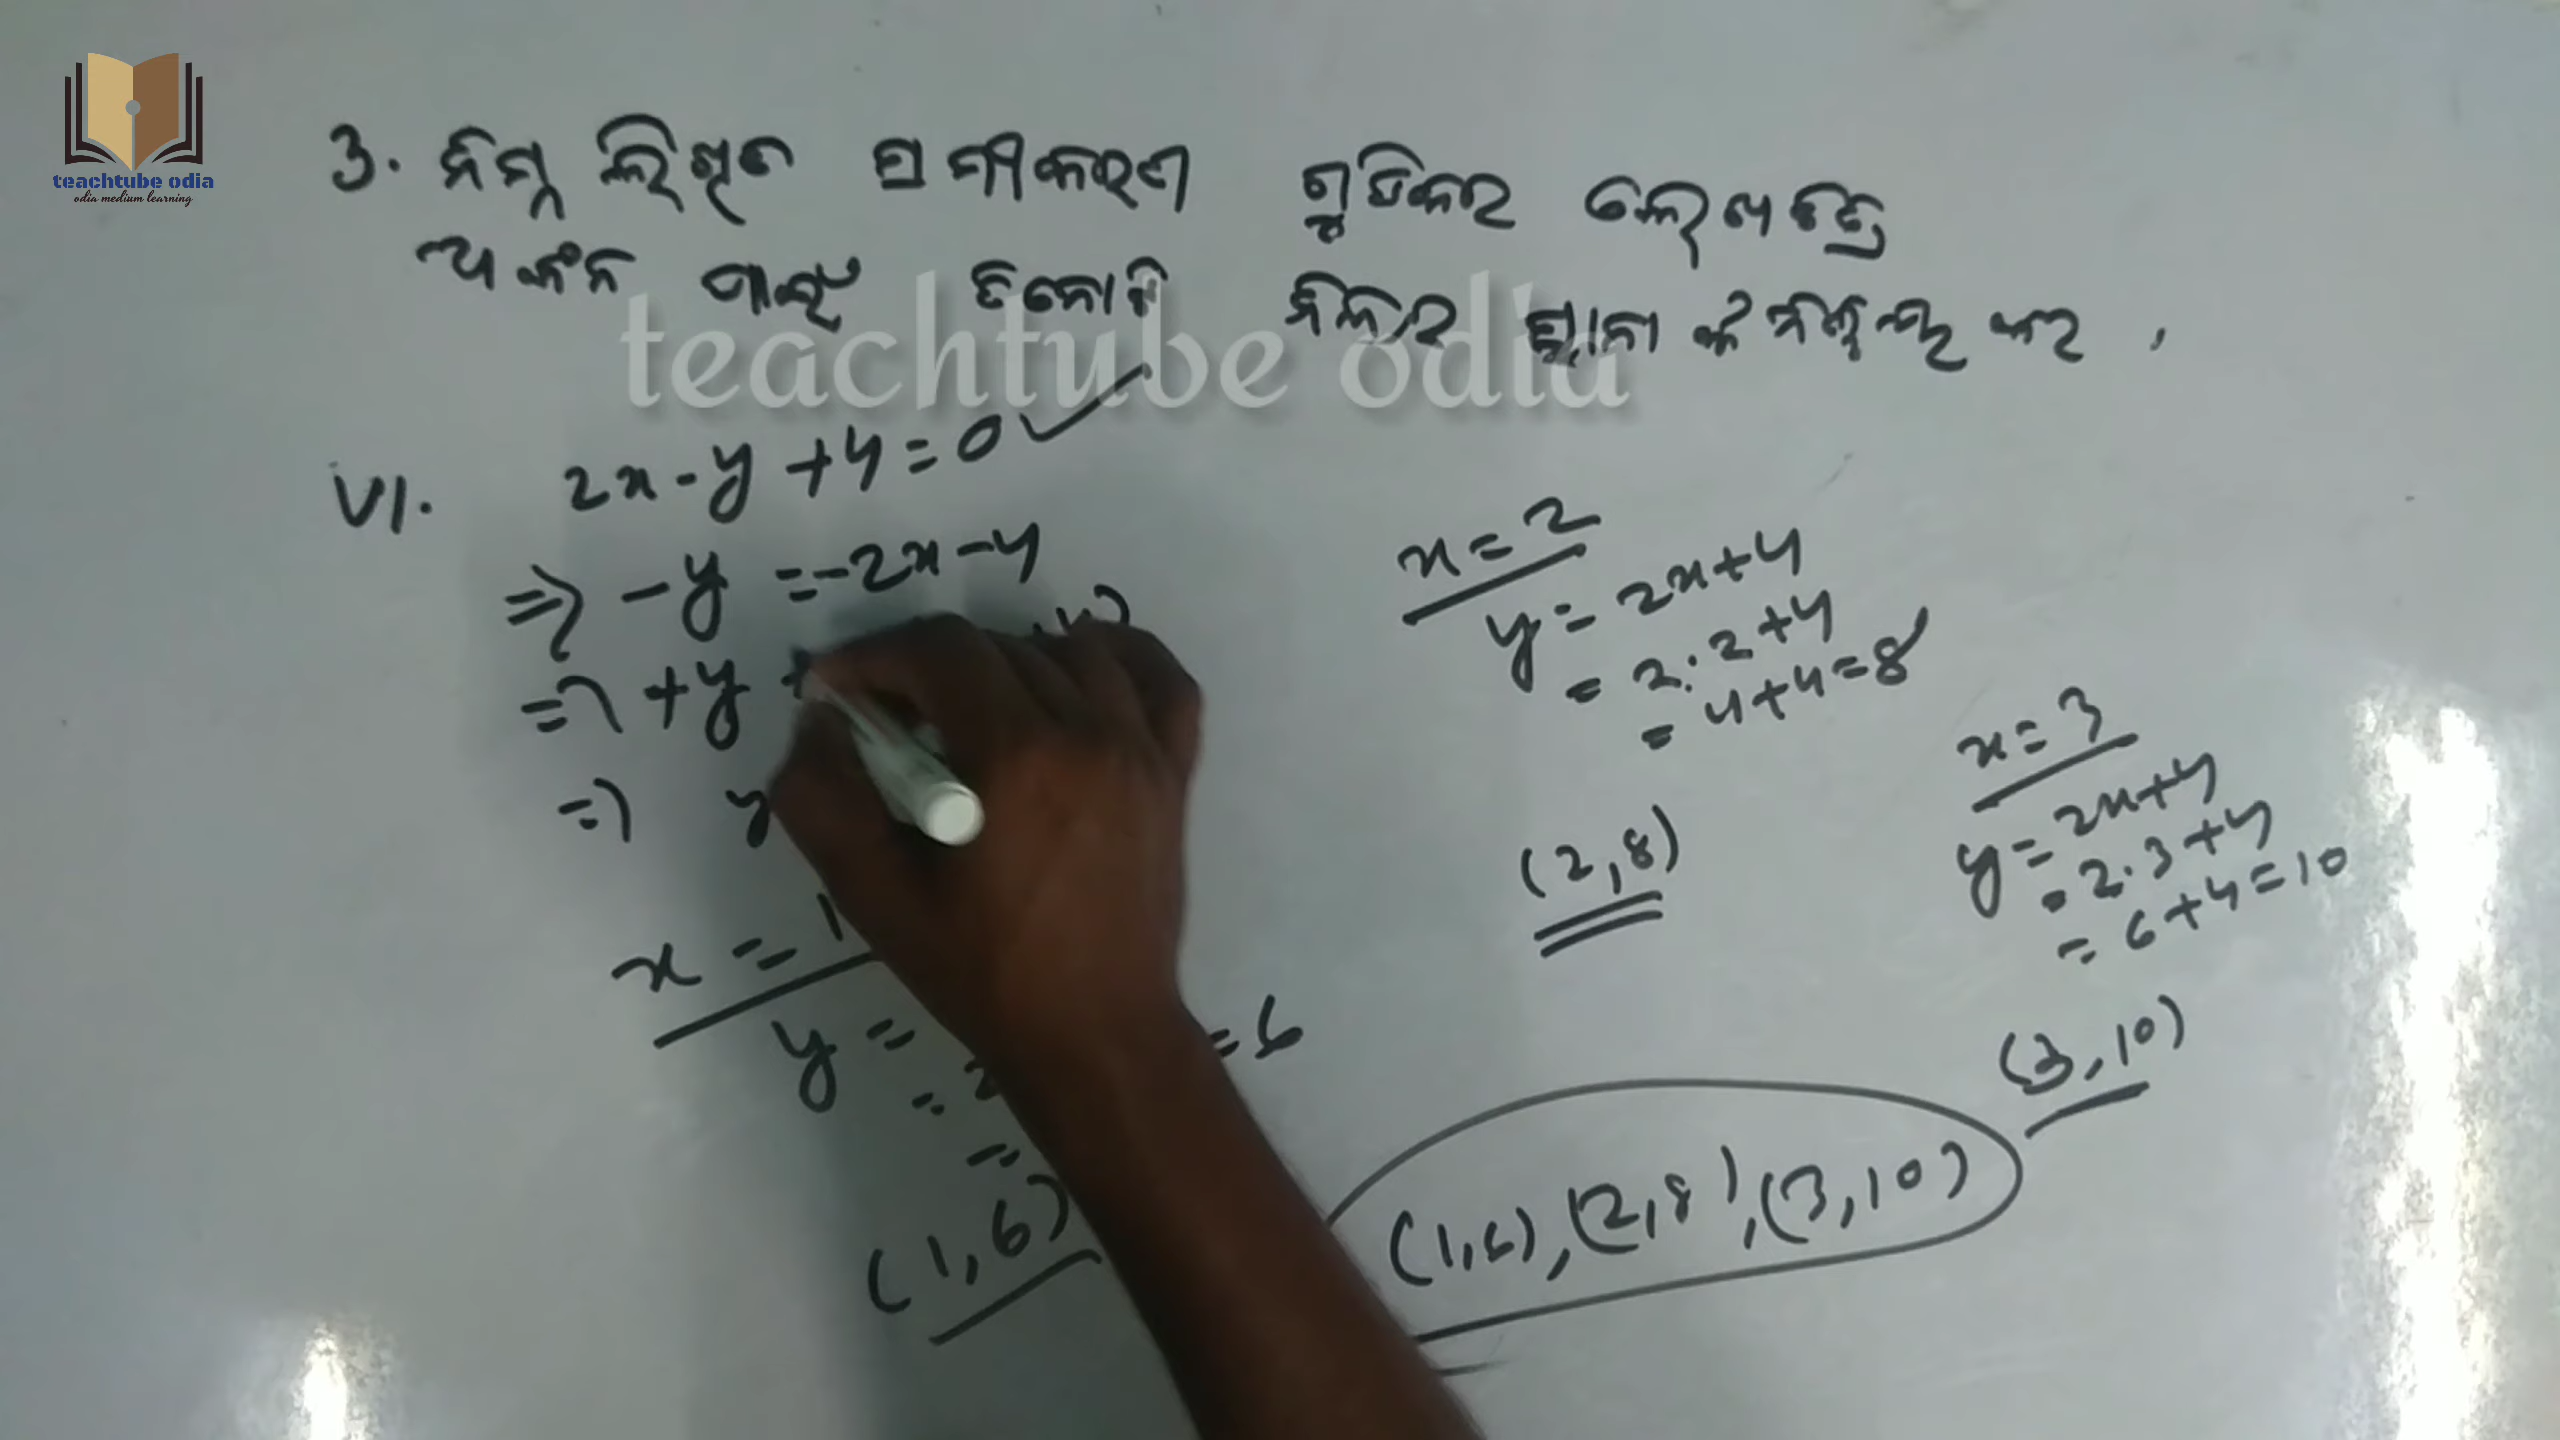 teachtube odia
odia medium learning
3. ନିମ୍ନ ଲିଖିତ ସମୀକରଣ ଗୁଡିକର ଲେଖଚିତ୍ର
ଅଙ୍କନ ପାଇଁ ତିନୋଟି ବିନ୍ଦୁର କର ,
teachtube odia
VI. 2x-y+4=0
=> -y =-2x-4
=> +y
=> y
x=1
y = =6
=
=
(1,6)
x=2
y=2x+4
= 2.2+4
= 4+4=8
(2,8)
x=3
y=2x+4
= 2.3+4
= 6+4=10
(3,10)
(1,6),(2,8),(3,10)